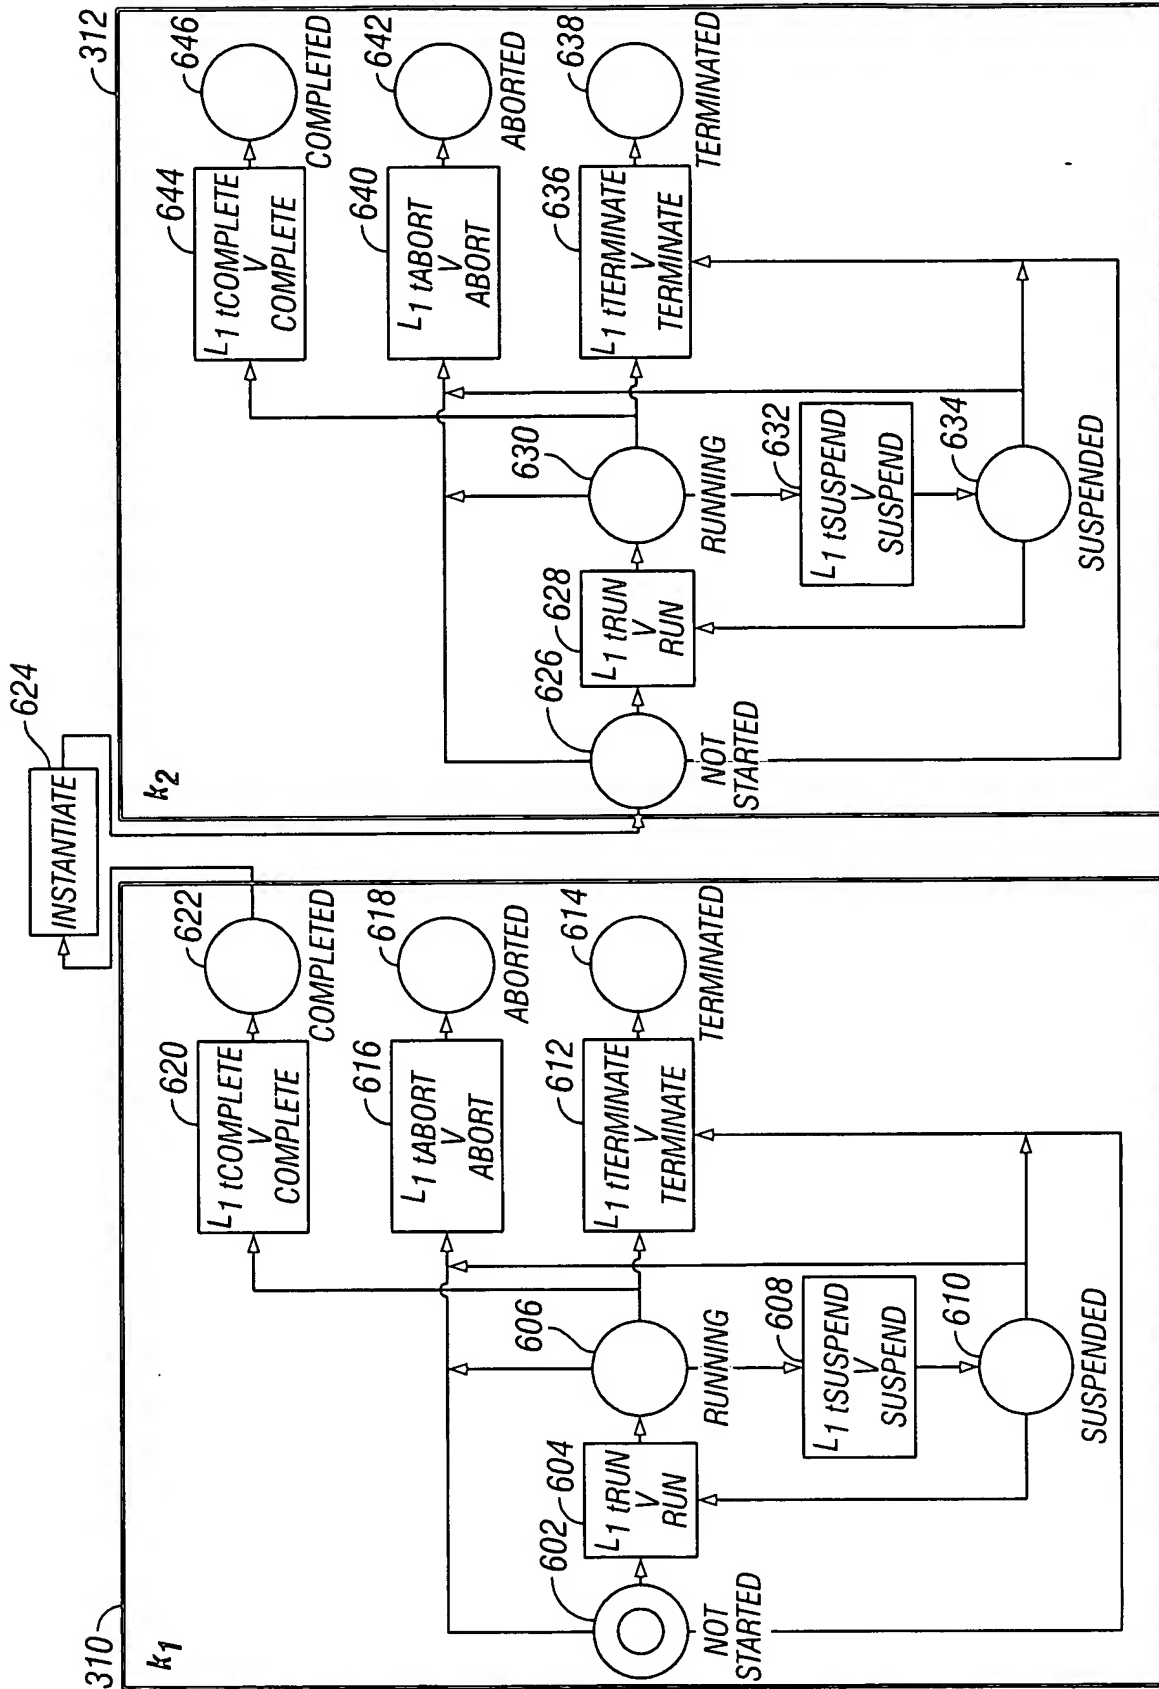 310
k1
602
NOT
STARTED
604
L1 tRUN
V
RUN
606
RUNNING
608
L1 tSUSPEND
V
SUSPEND
610
SUSPENDED
620
L1 tCOMPLETE
V
COMPLETE
622
COMPLETED
616
L1 tABORT
V
ABORT
618
ABORTED
612
L1 tTERMINATE
V
TERMINATE
614
TERMINATED
INSTANTIATE
624
312
k2
626
NOT
STARTED
628
L1 tRUN
V
RUN
630
RUNNING
632
L1 tSUSPEND
V
SUSPEND
634
SUSPENDED
644
L1 tCOMPLETE
V
COMPLETE
646
COMPLETED
640
L1 tABORT
V
ABORT
642
ABORTED
636
L1 tTERMINATE
V
TERMINATE
638
TERMINATED